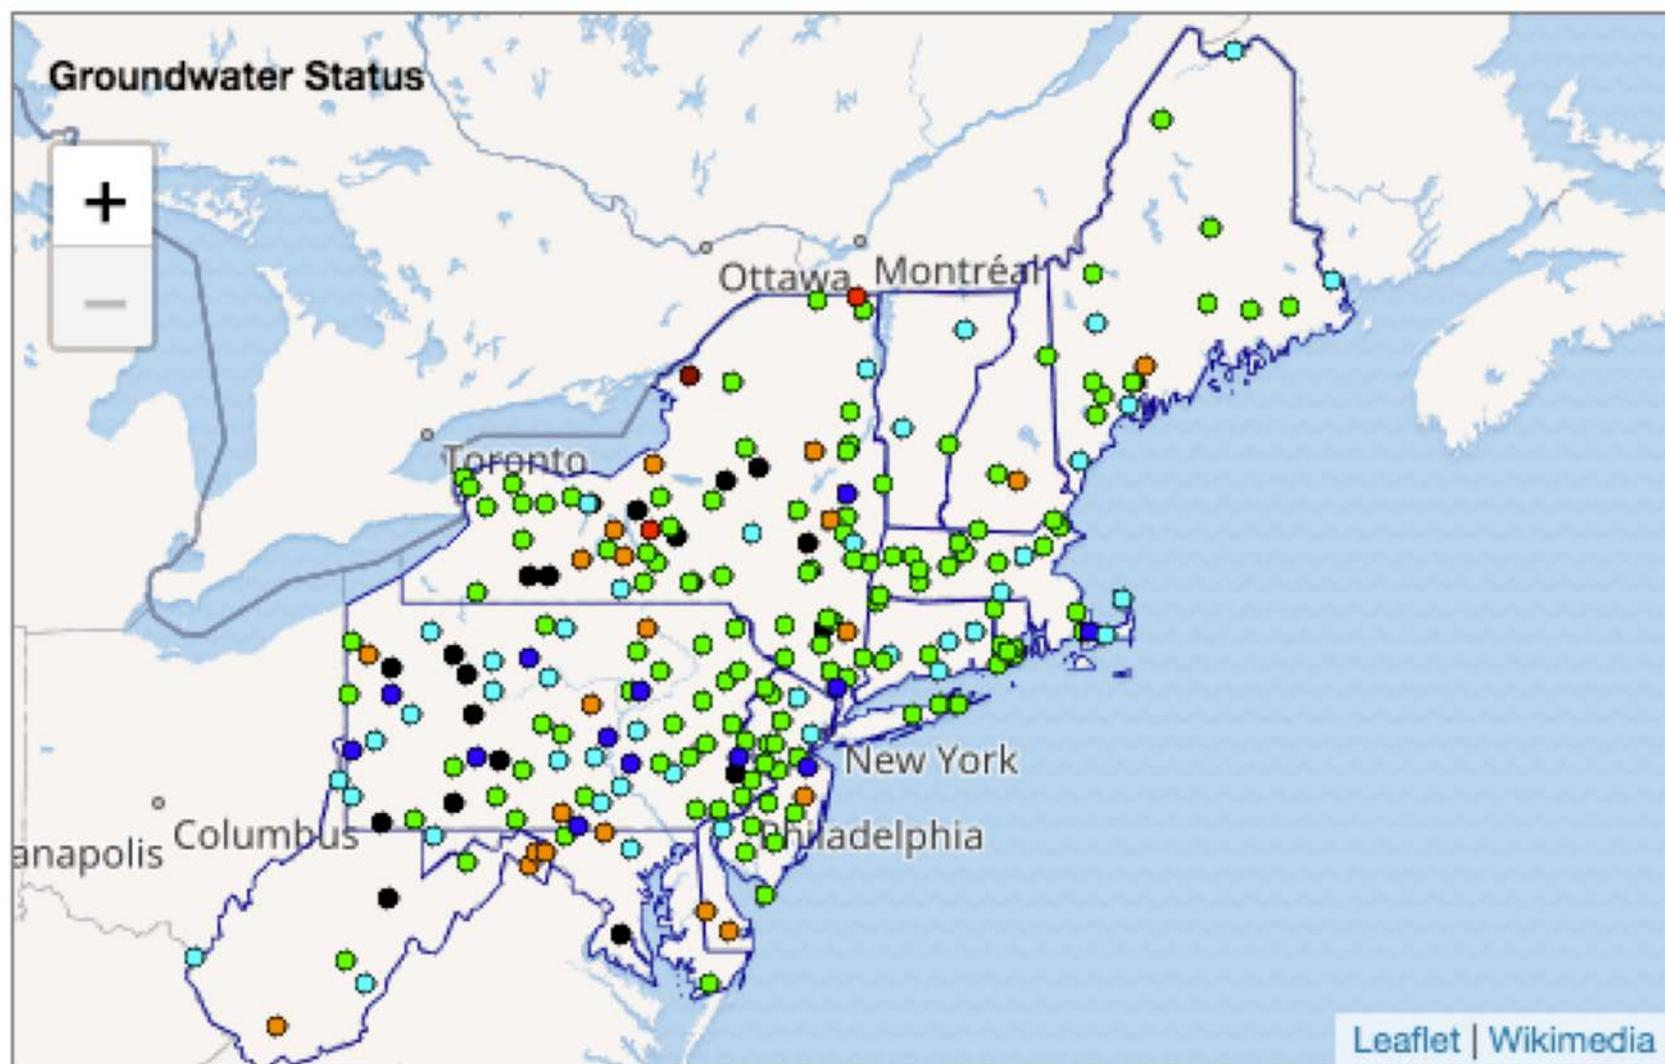 Groundwater Status
+
−
Ottawa
Montréal
Toronto
New York
Columbus
Philadelphia
anapolis
Leaflet | Wikimedia